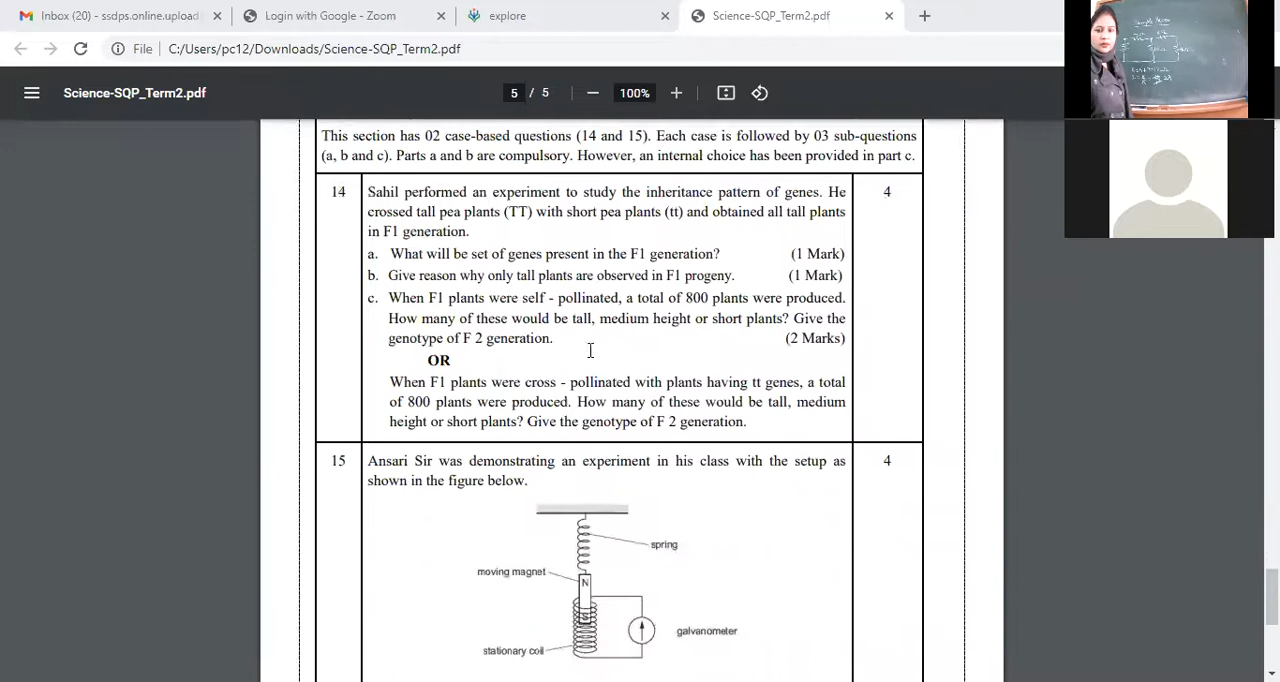 Inbox (20) - ssdps.online.upload
Login with Google - Zoom
explore
Science-SQP_Term2.pdf
File
C:/Users/pc12/Downloads/Science-SQP_Term2.pdf
Science-SQP_Term2.pdf
5 / 5
100%
This section has 02 case-based questions (14 and 15). Each case is followed by 03 sub-questions
(a, b and c). Parts a and b are compulsory. However, an internal choice has been provided in part c.
14 Sahil performed an experiment to study the inheritance pattern of genes. He 4
crossed tall pea plants (TT) with short pea plants (tt) and obtained all tall plants
in F1 generation.
a. What will be set of genes present in the F1 generation? (1 Mark)
b. Give reason why only tall plants are observed in F1 progeny. (1 Mark)
c. When F1 plants were self - pollinated, a total of 800 plants were produced.
How many of these would be tall, medium height or short plants? Give the
genotype of F 2 generation. (2 Marks)
OR
When F1 plants were cross - pollinated with plants having tt genes, a total
of 800 plants were produced. How many of these would be tall, medium
height or short plants? Give the genotype of F 2 generation.
15 Ansari Sir was demonstrating an experiment in his class with the setup as 4
shown in the figure below.
spring
moving magnet
N
S
galvanometer
stationary coil